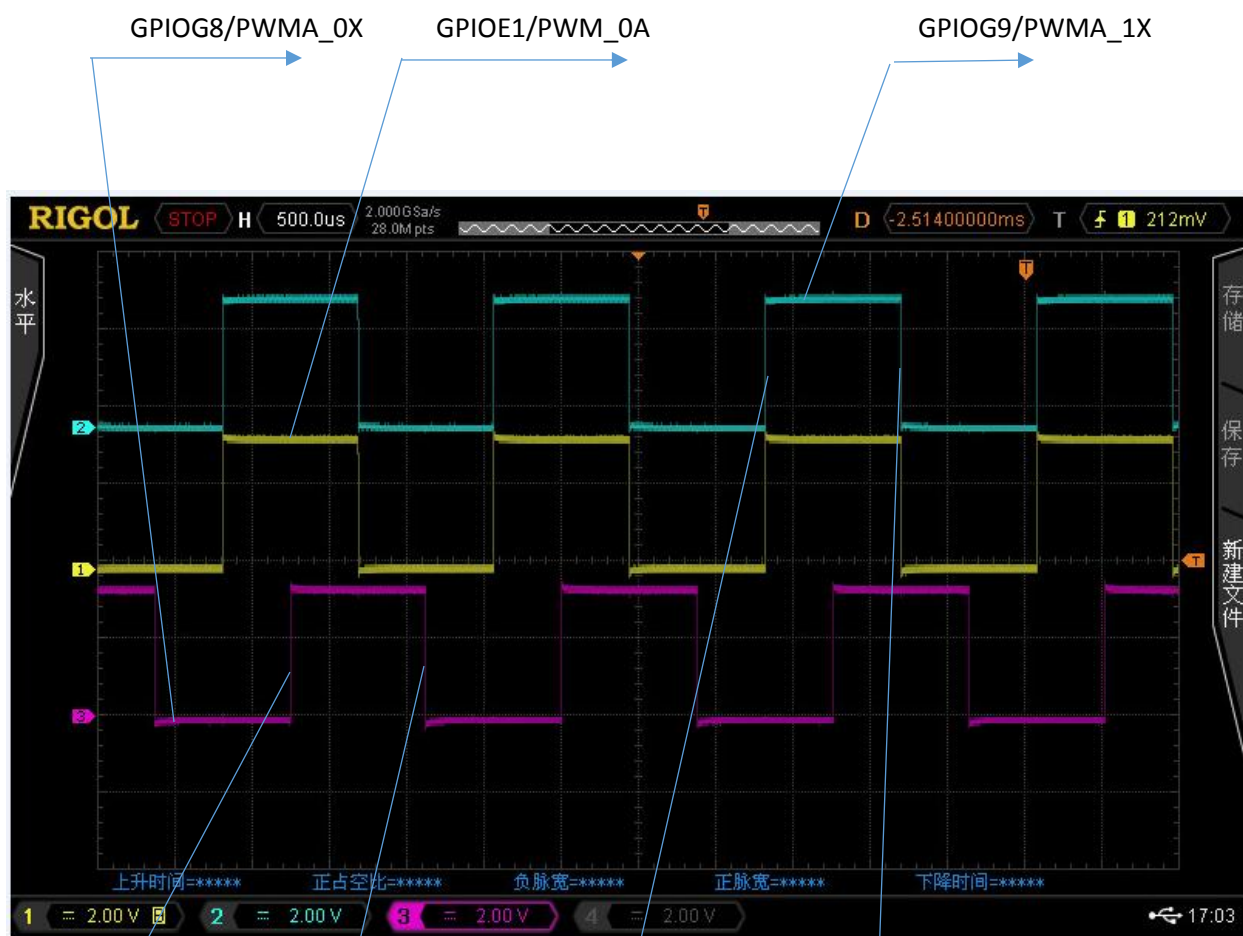 GPIOG8/PWMA_0X GPIOE1/PWM_0A GPIOG9/PWMA_1X
RIGOL STOP H 500.0us 2.000GSa/s 28.0M pts T D -2.51400000ms T 1 212mV
水平
T
存储
2
保存
1
T
新建文件
3
上升时间=***** 正占空比=***** 负脉宽=***** 正脉宽=***** 下降时间=*****
1 = 2.00 V B 2 = 2.00 V 3 = 2.00 V 4 = 2.00 V 17:03